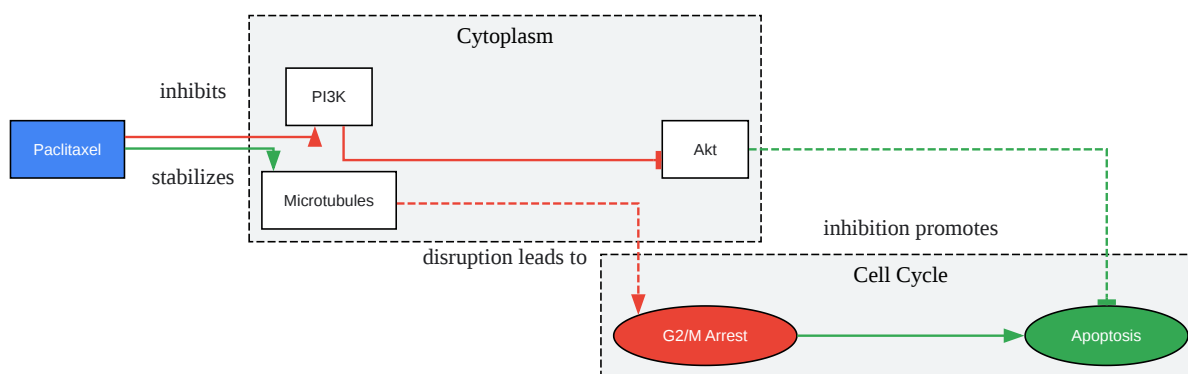 Cytoplasm
inhibits
PI3K
Paclitaxel
Akt
stabilizes
Microtubules
inhibition promotes
disruption leads to
Cell Cycle
G2/M Arrest
Apoptosis